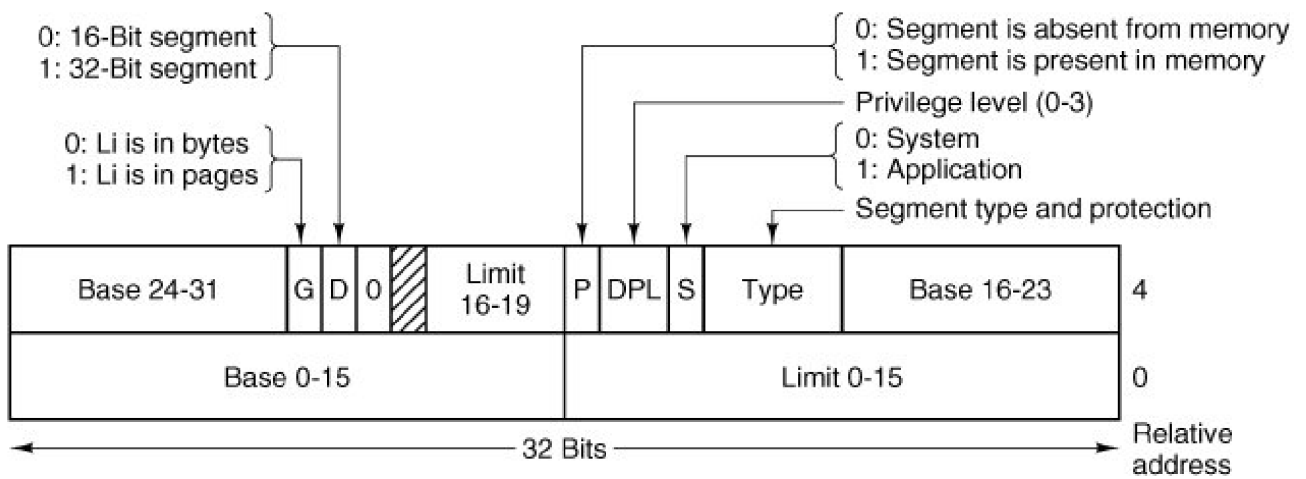 0: 16-Bit segment
1: 32-Bit segment
0: Li is in bytes
1: Li is in pages
0: Segment is absent from memory
1: Segment is present in memory
Privilege level (0-3)
0: System
1: Application
Segment type and protection
Base 24-31 G D 0 Limit 16-19 P DPL S Type Base 16-23 4
Base 0-15 Limit 0-15 0
32 Bits
Relative
address